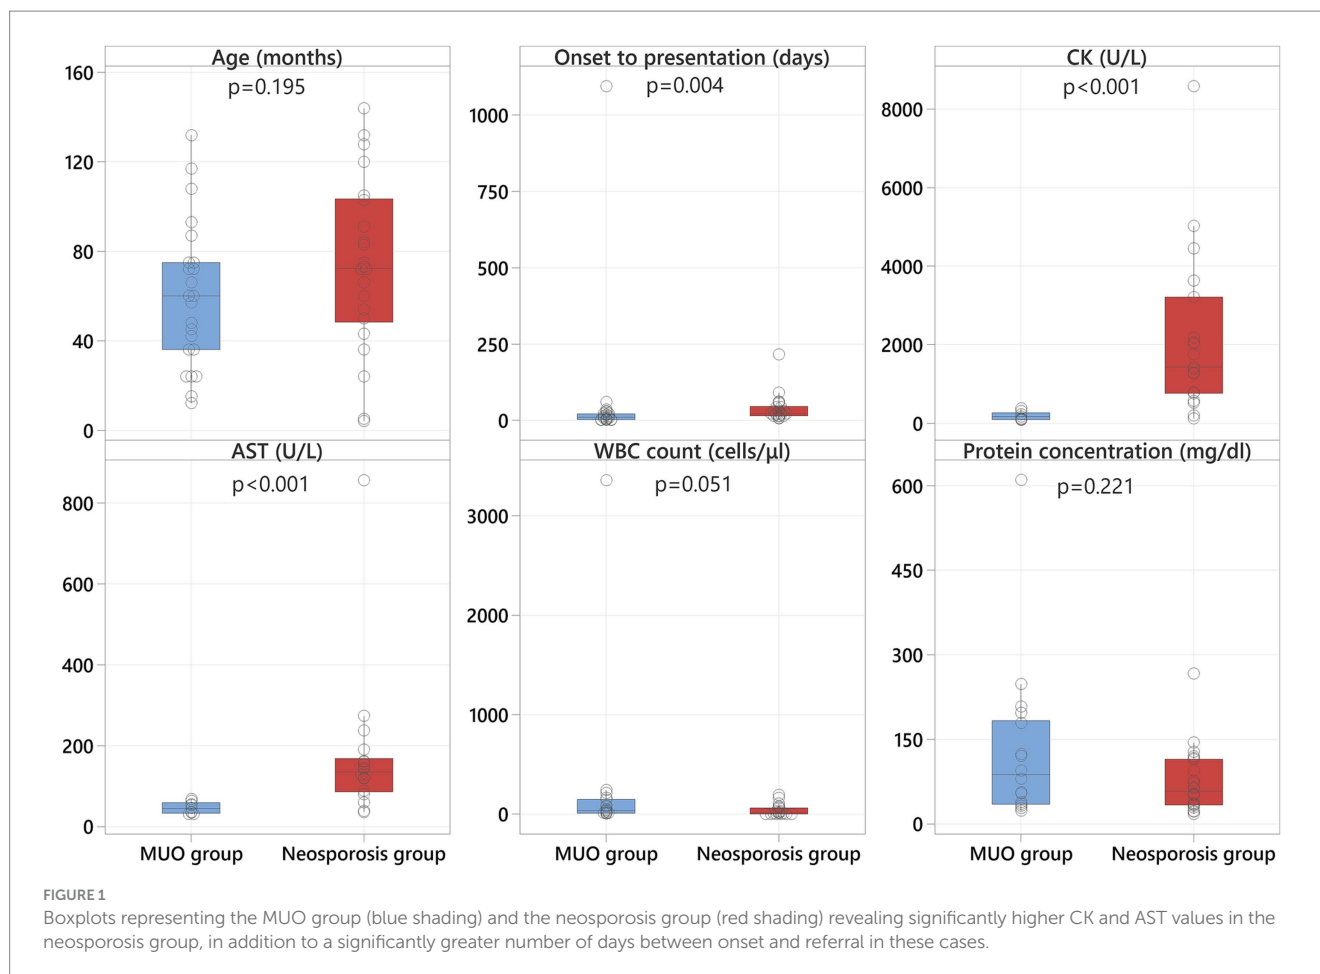 Age (months)
p=0.195
160
120
80
40
0
Onset to presentation (days)
p=0.004
1000
750
500
250
0
CK (U/L)
p<0.001
8000
6000
4000
2000
0
AST (U/L)
p<0.001
800
600
400
200
0
MUO group Neosporosis group
WBC count (cells/μl)
p=0.051
3000
2000
1000
0
MUO group Neosporosis group
Protein concentration (mg/dl)
p=0.221
600
450
300
150
0
MUO group Neosporosis group
FIGURE 1
Boxplots representing the MUO group (blue shading) and the neosporosis group (red shading) revealing significantly higher CK and AST values in the
neosporosis group, in addition to a significantly greater number of days between onset and referral in these cases.